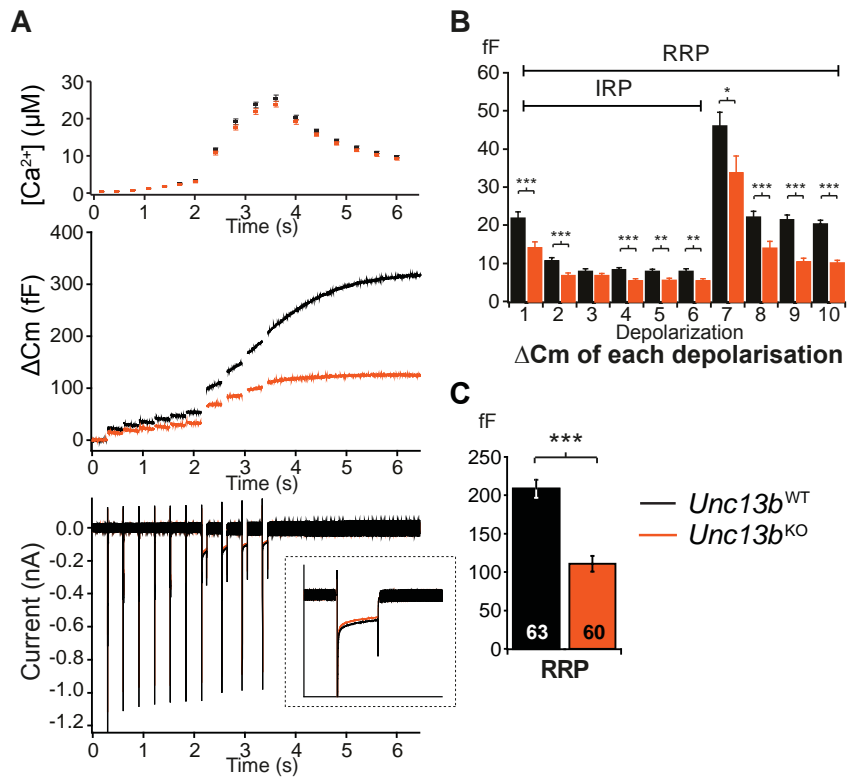 A
30
20
10
0
[Ca²⁺] (µM)
0 1 2 3 4 5 6
Time (s)
400
300
200
100
0
ΔCm (fF)
0 1 2 3 4 5 6
Time (s)
0.0
-0.2
-0.4
-0.6
-0.8
-1.0
-1.2
Current (nA)
0 1 2 3 4 5 6
Time (s)
B
fF
RRP
IRP
60
50
40
30
20
10
0
*** *** *** ** ** * *** *** ***
1 2 3 4 5 6 7 8 9 10
Depolarization
ΔCm of each depolarisation
C
fF
***
250
200
150
100
50
0
63 60
RRP
Unc13bᵂᵀ
Unc13bᴷᴼ